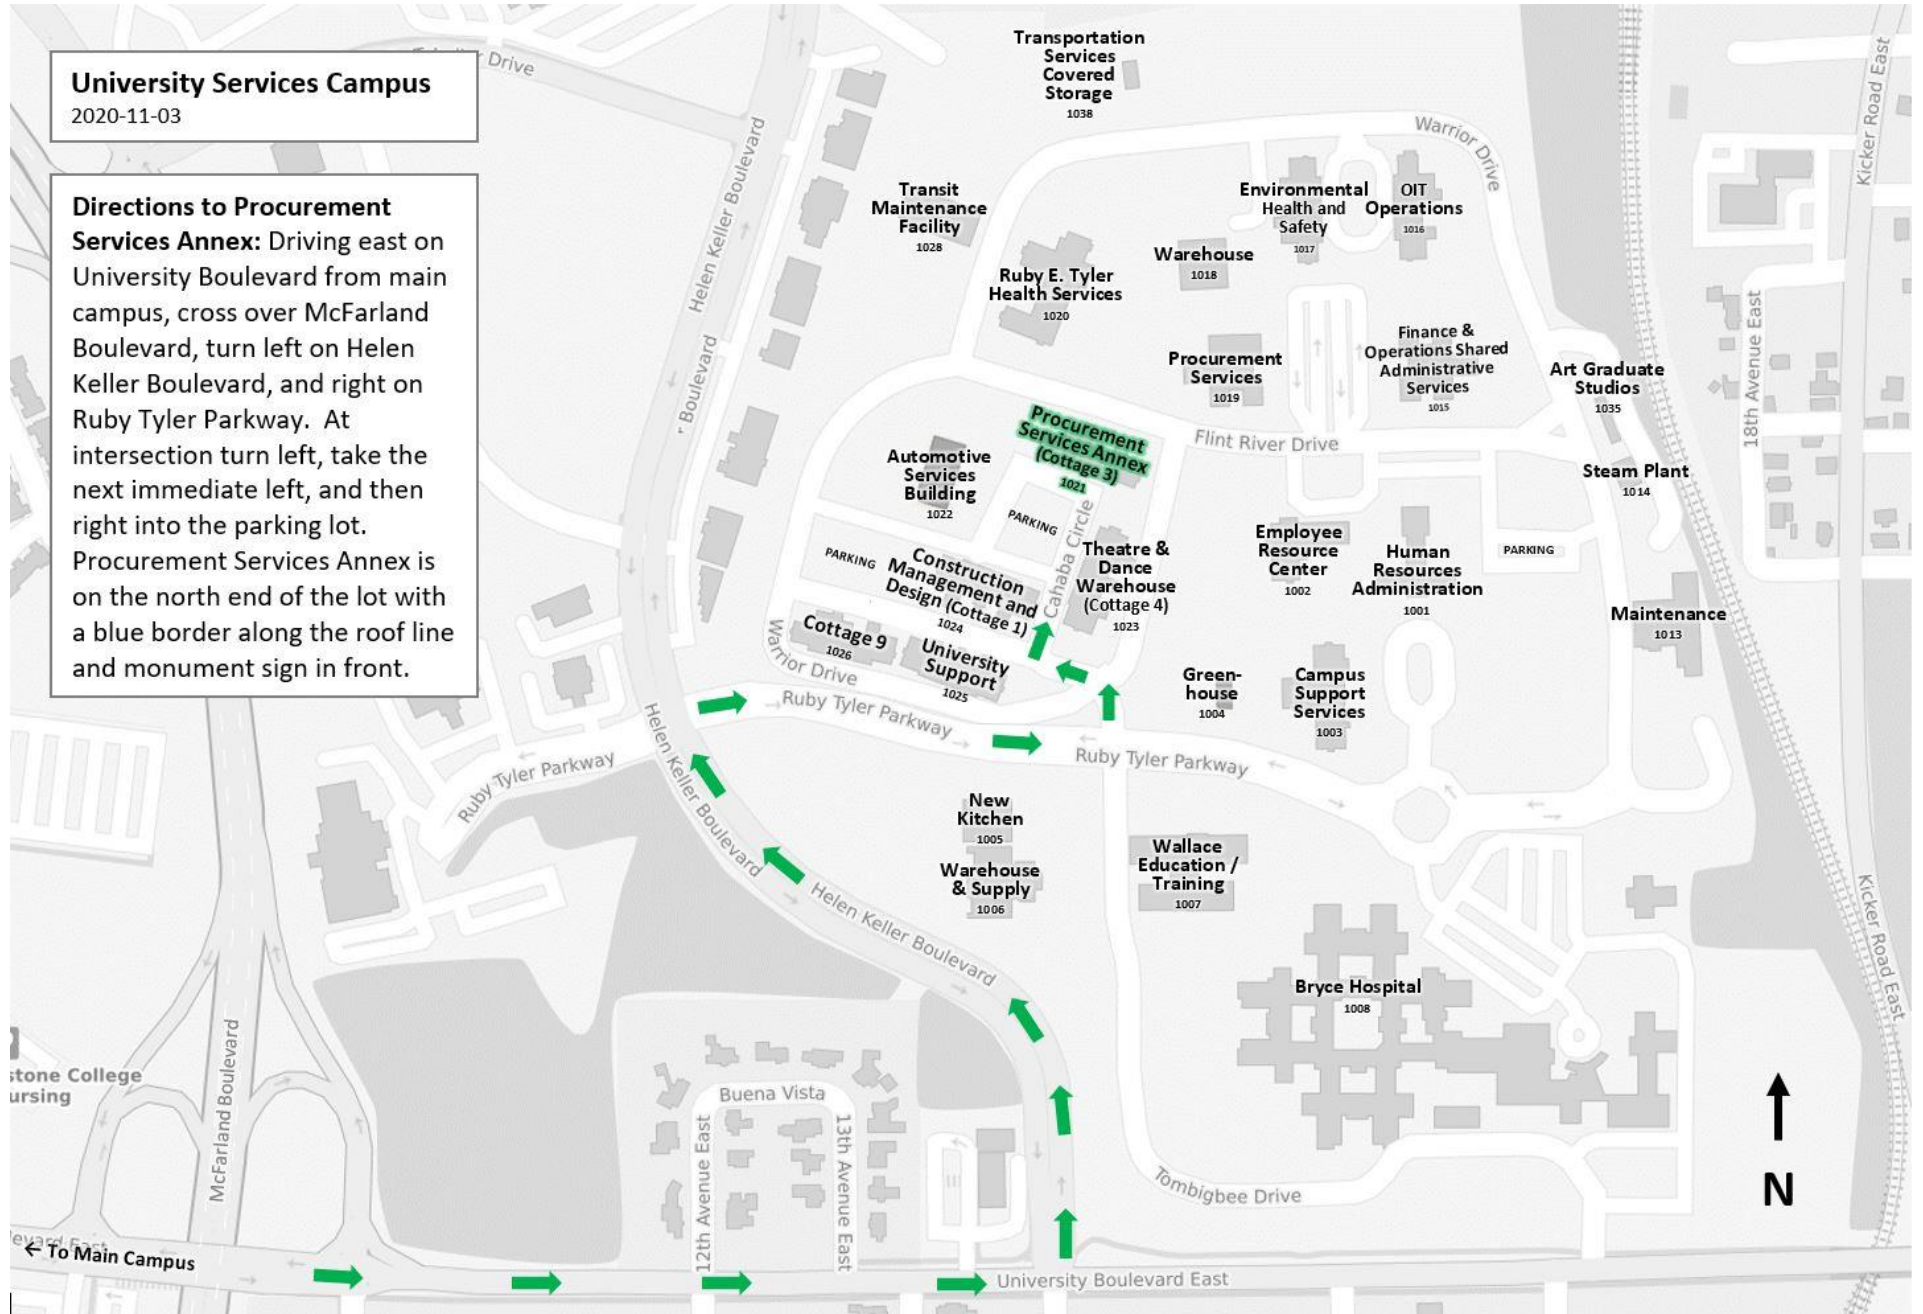 University Services Campus
2020-11-03
Directions to Procurement
Services Annex: Driving east on
University Boulevard from main
campus, cross over McFarland
Boulevard, turn left on Helen
Keller Boulevard, and right on
Ruby Tyler Parkway. At
intersection turn left, take the
next immediate left, and then
right into the parking lot.
Procurement Services Annex is
on the north end of the lot with
a blue border along the roof line
and monument sign in front.
Drive
Transportation
Services
Covered
Storage
1038
Warrior Drive
Kicker Road East
Helen Keller Boulevard
Transit
Maintenance
Facility
1028
Ruby E. Tyler
Health Services
1020
Warehouse
1018
Environmental
Health and
Safety
1017
OIT
Operations
1016
Boulevard
Procurement
Services
1019
Finance &
Operations Shared
Administrative
Services
1015
Art Graduate
Studios
1035
18th Avenue East
Flint River Drive
Procurement
Services Annex
(Cottage 3)
1021
Automotive
Services
Building
1022
Steam Plant
1014
PARKING
PARKING
Cahaba Circle
Construction
Management and
Design (Cottage 1)
1024
Theatre &
Dance
Warehouse
(Cottage 4)
1023
Employee
Resource
Center
1002
Human
Resources
Administration
1001
PARKING
Maintenance
1013
Cottage 9
1026
University
Support
1025
Warrior Drive
Green-
house
1004
Campus
Support
Services
1003
Ruby Tyler Parkway
Ruby Tyler Parkway
Ruby Tyler Parkway
Helen Keller Boulevard
New
Kitchen
1005
Warehouse
& Supply
1006
Wallace
Education /
Training
1007
Helen Keller Boulevard
Kicker Road East
Bryce Hospital
1008
stone College
ursing
McFarland Boulevard
Buena Vista
12th Avenue East
13th Avenue East
Tombigbee Drive
N
← To Main Campus
University Boulevard East